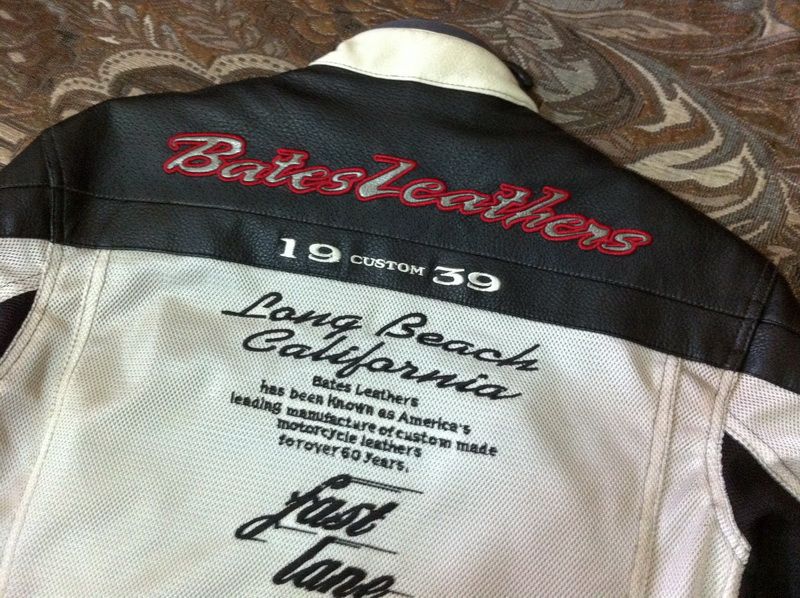 Bates Leathers
19 CUSTOM 39
Long Beach
California
Bates Leathers
has been Known as America's
leading manufacture of custom made
motorcycle leathers
for over 60 Years.
fast
lane